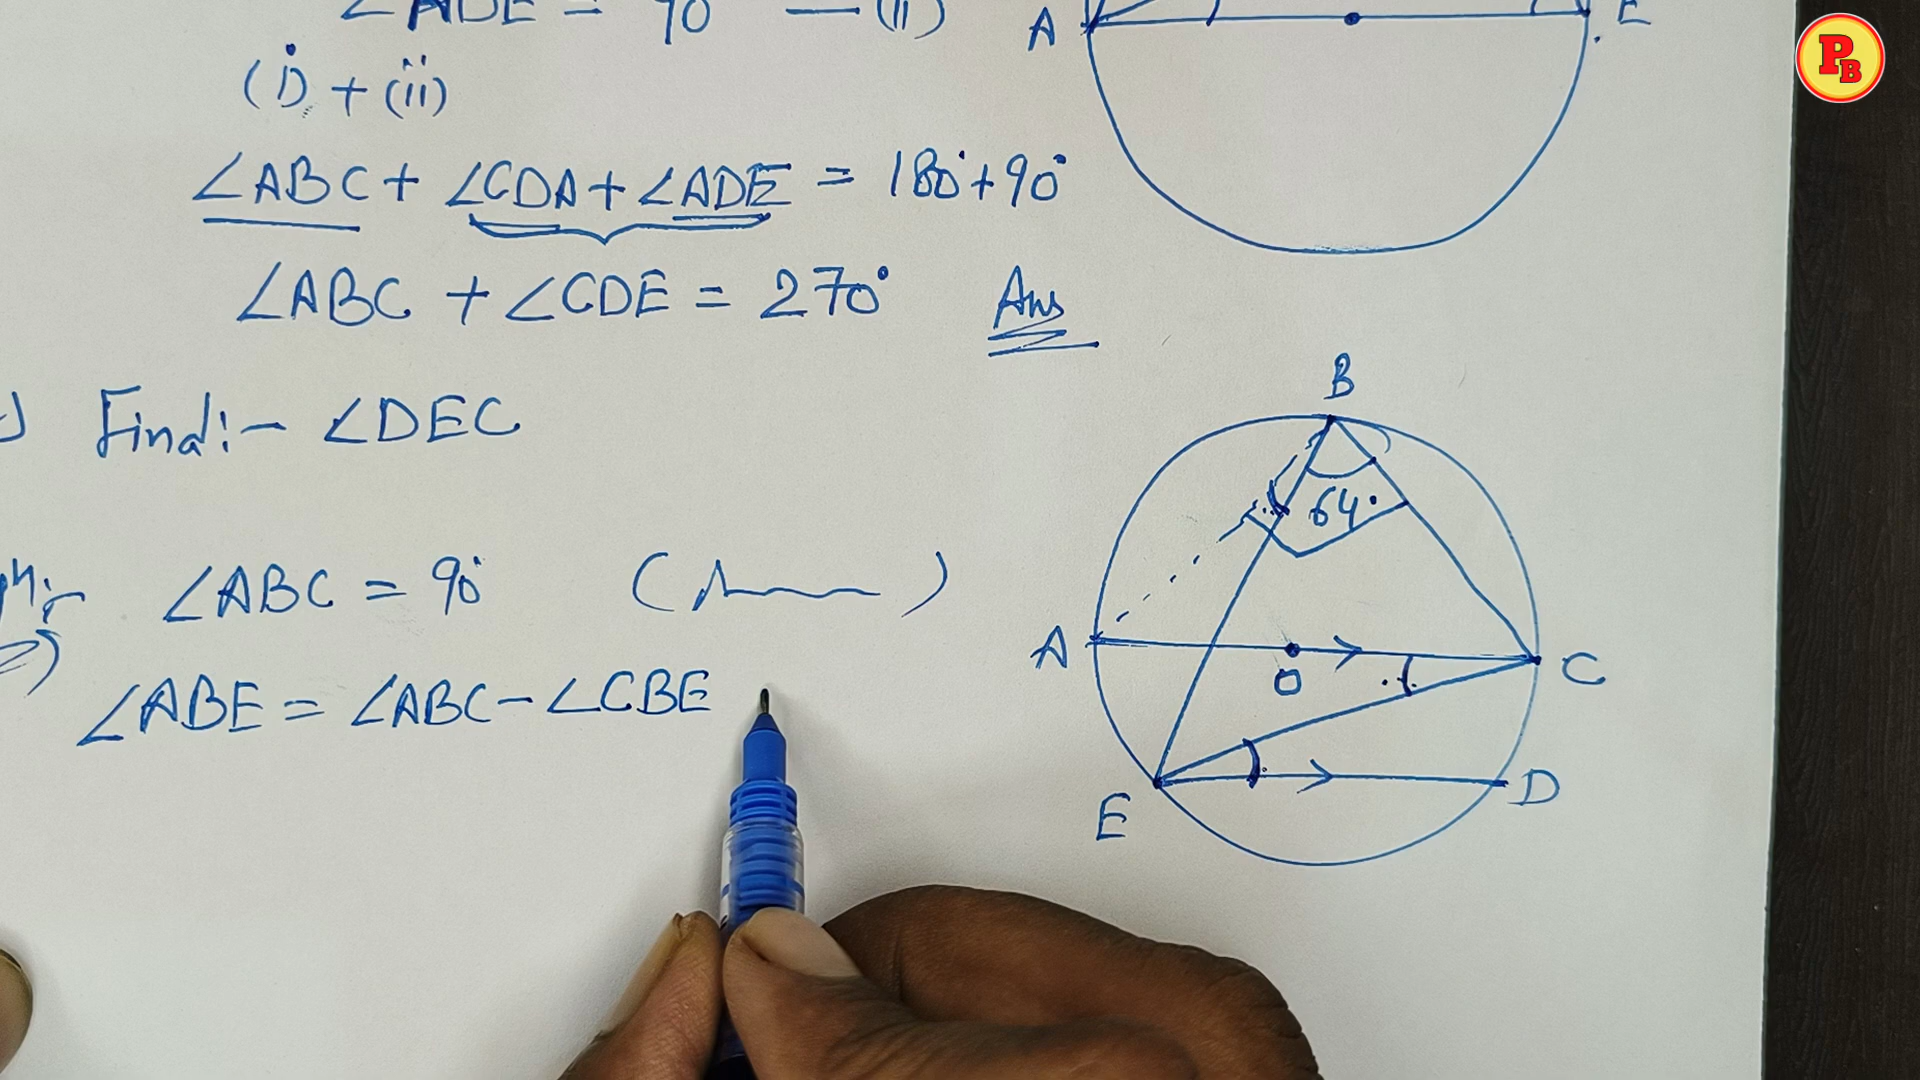 ∠ADE = 90 — (ii)
A E
(i) + (ii)
∠ABC + ∠CDA + ∠ADE = 180° + 90°
∠ABC + ∠CDE = 270° Ans
Find:- ∠DEC
B
64°
∠ABC = 90°
A O C
∠ABE = ∠ABC - ∠CBE
E D
PB